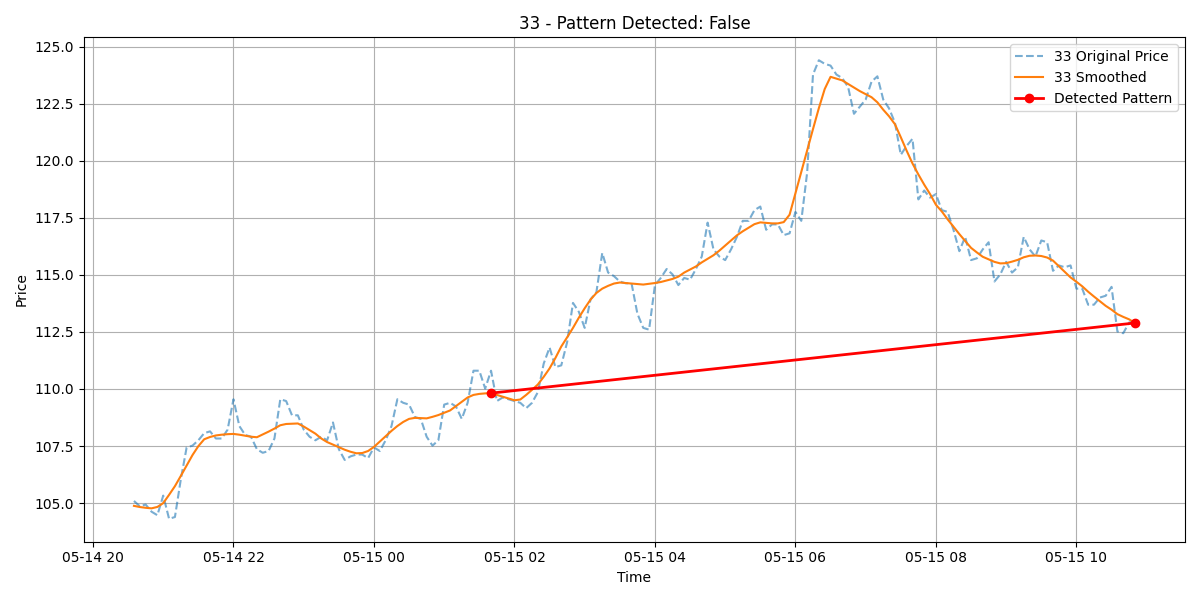 33 - Pattern Detected: False
125.0
122.5
120.0
117.5
115.0
112.5
110.0
107.5
105.0
Price
33 Original Price
33 Smoothed
Detected Pattern
05-14 20
05-14 22
05-15 00
05-15 02
05-15 04
05-15 06
05-15 08
05-15 10
Time